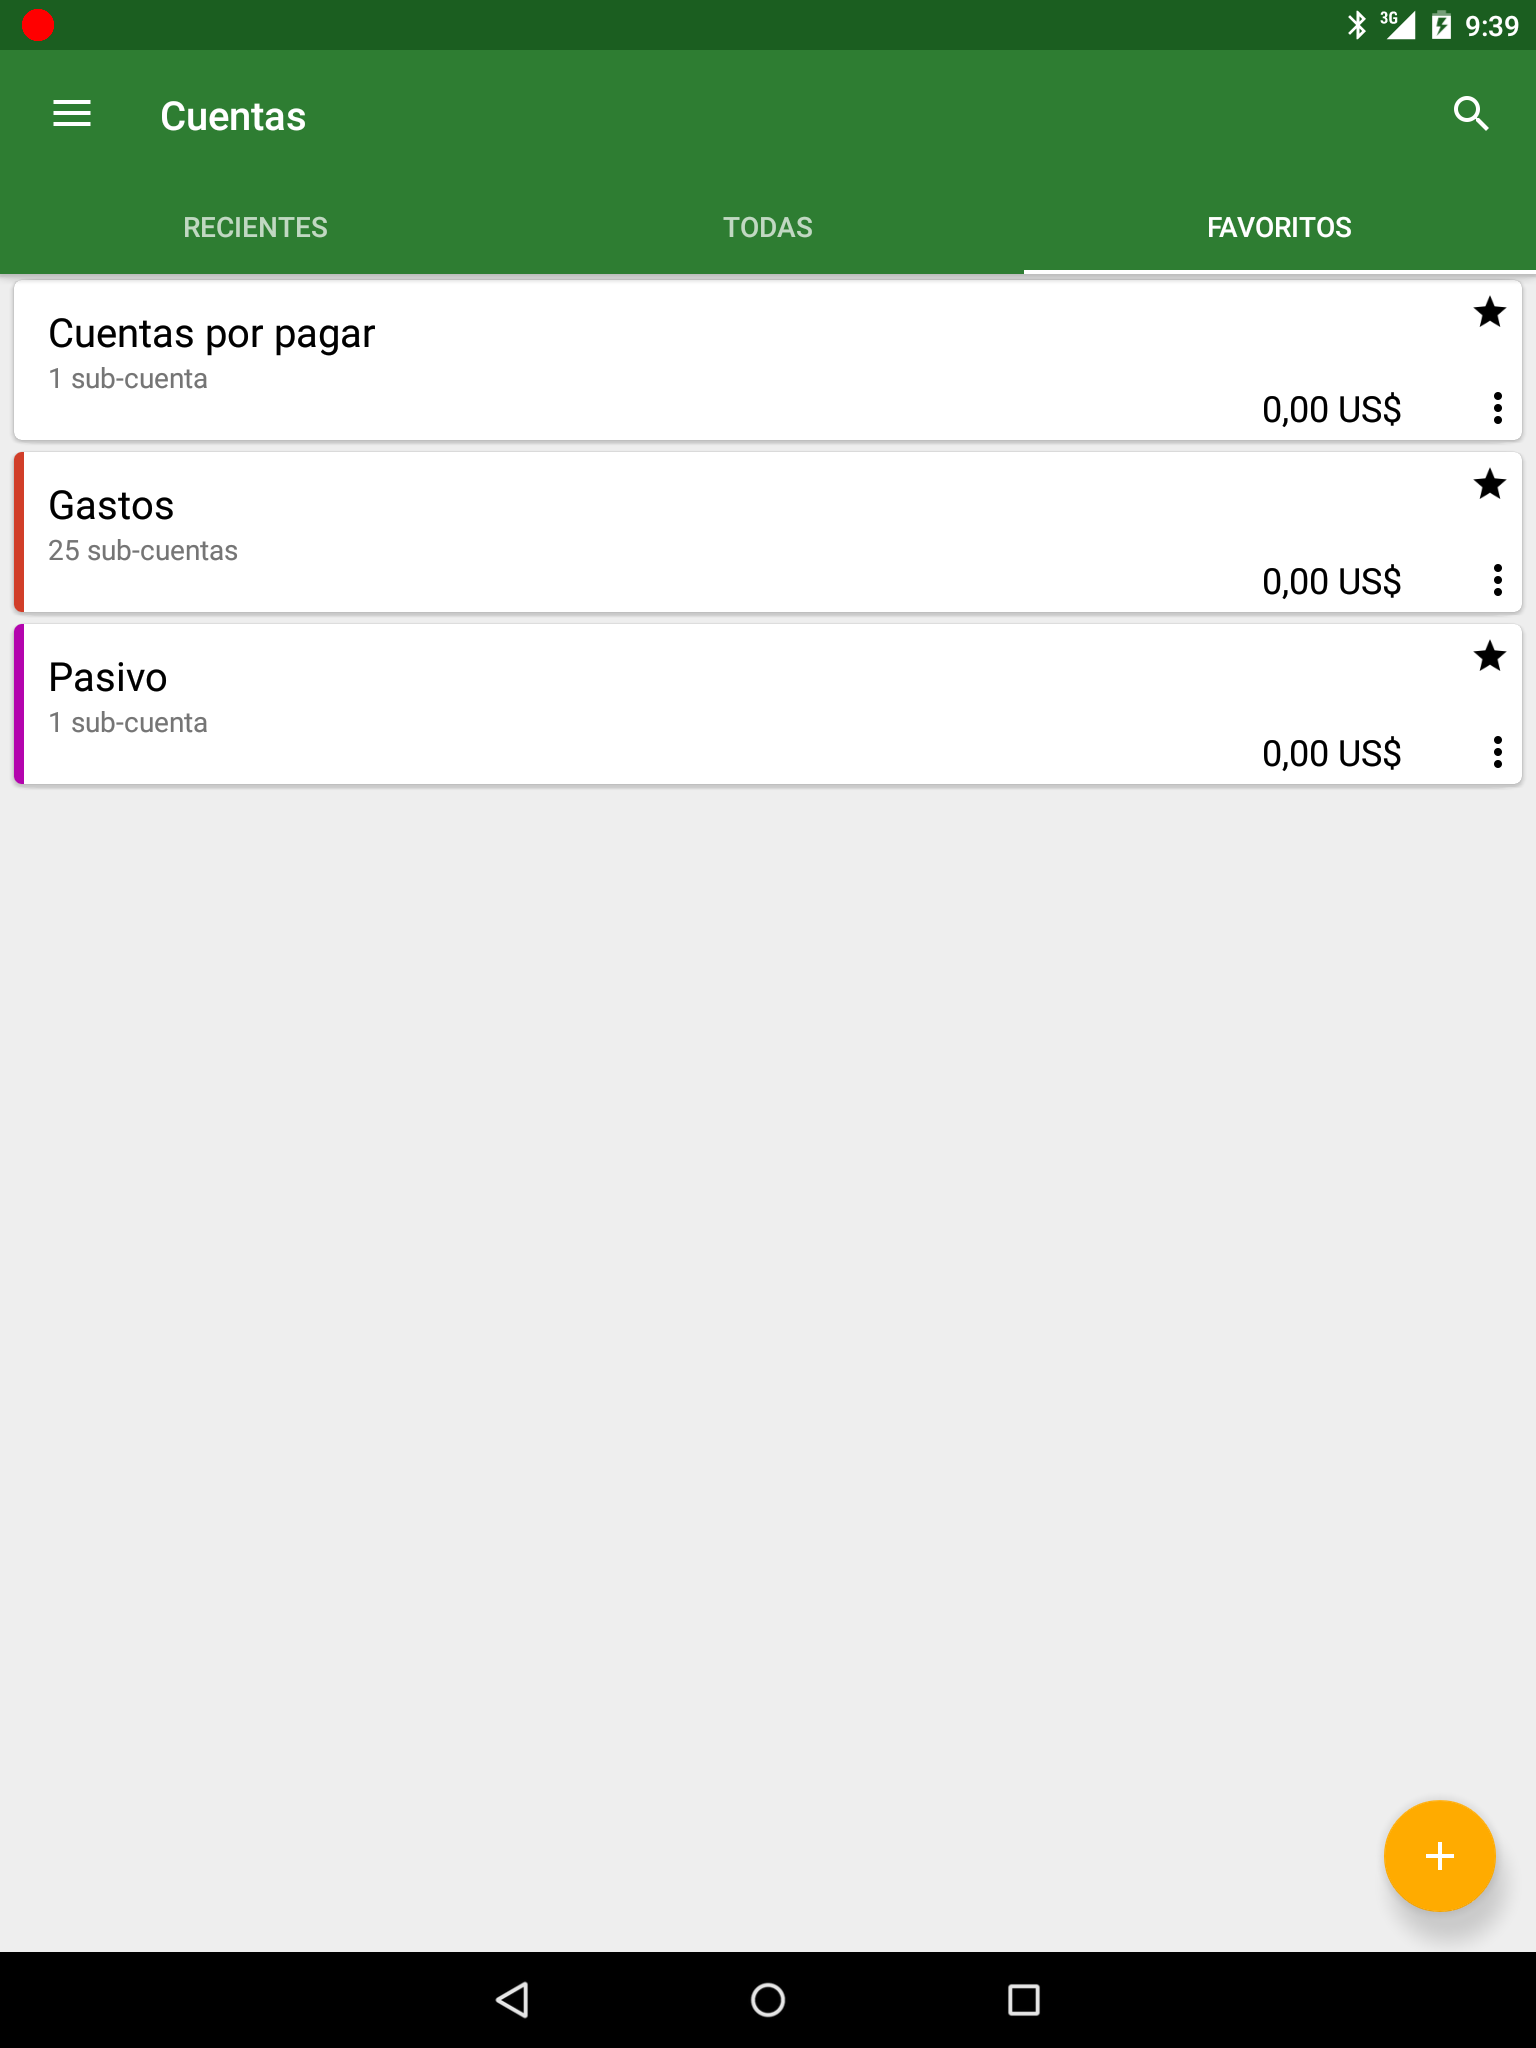 3G 9:39
Cuentas
RECIENTES TODAS FAVORITOS
Cuentas por pagar
1 sub-cuenta
0,00 US$
Gastos
25 sub-cuentas
0,00 US$
Pasivo
1 sub-cuenta
0,00 US$